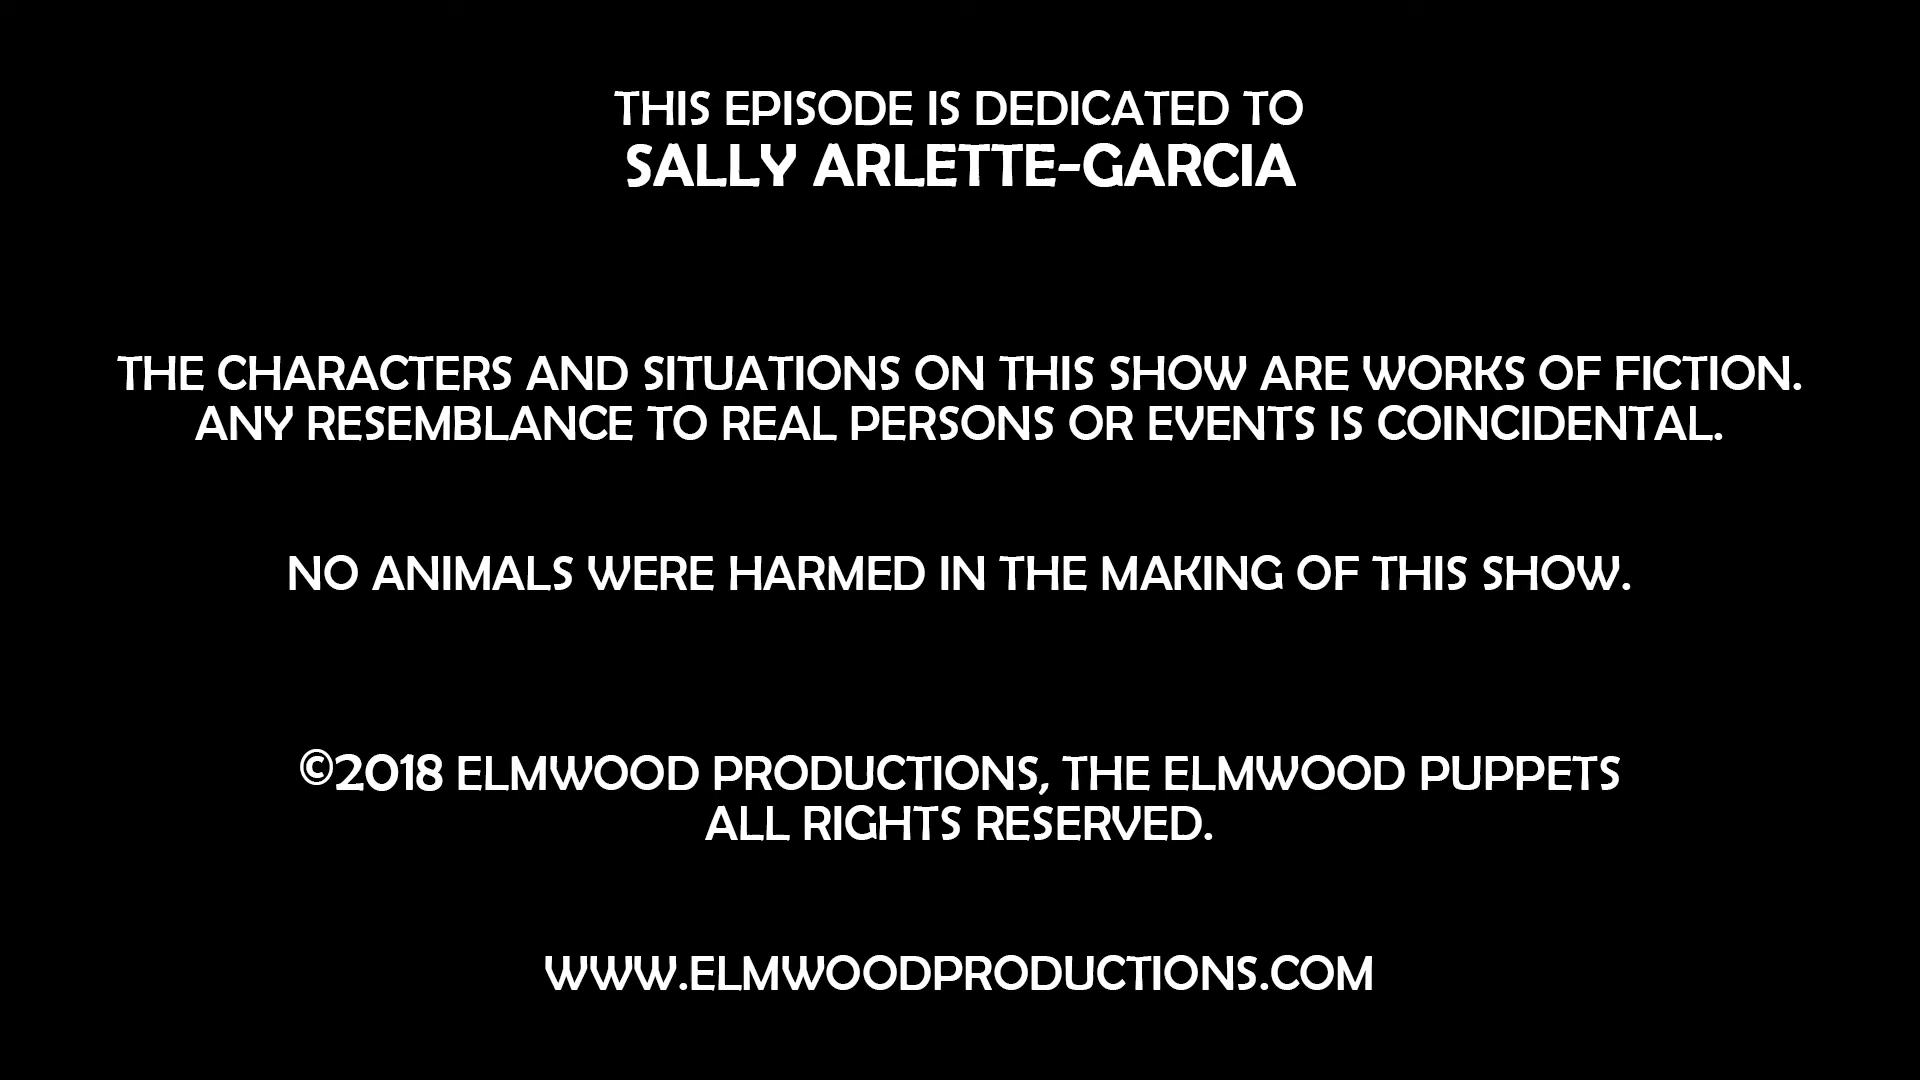 THIS EPISODE IS DEDICATED TO
SALLY ARLETTE-GARCIA
THE CHARACTERS AND SITUATIONS ON THIS SHOW ARE WORKS OF FICTION.
ANY RESEMBLANCE TO REAL PERSONS OR EVENTS IS COINCIDENTAL.
NO ANIMALS WERE HARMED IN THE MAKING OF THIS SHOW.
©2018 ELMWOOD PRODUCTIONS, THE ELMWOOD PUPPETS
ALL RIGHTS RESERVED.
WWW.ELMWOODPRODUCTIONS.COM